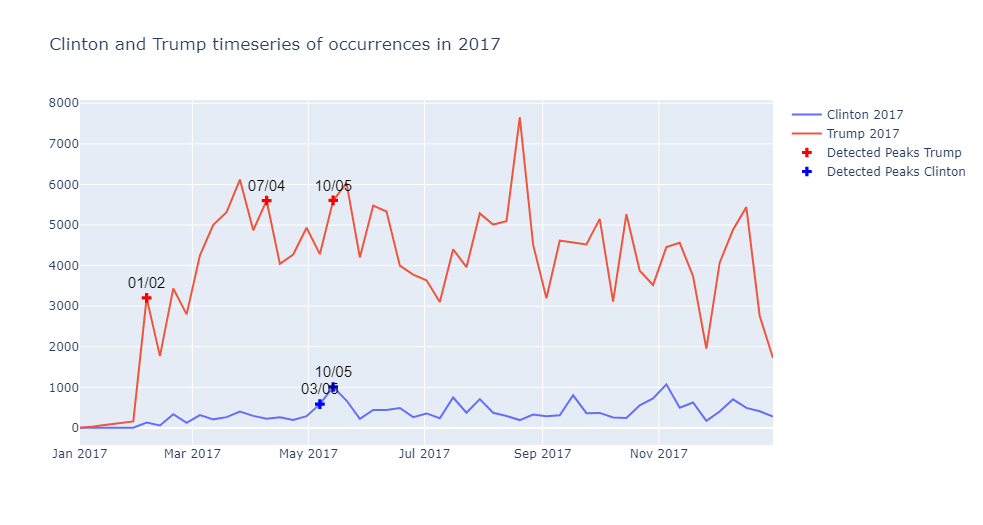 Clinton and Trump timeseries of occurrences in 2017
8000
7000
6000
5000
4000
3000
2000
1000
0
07/04
10/05
01/02
10/05
03/05
Jan 2017
Mar 2017
May 2017
Jul 2017
Sep 2017
Nov 2017
Clinton 2017
Trump 2017
Detected Peaks Trump
Detected Peaks Clinton